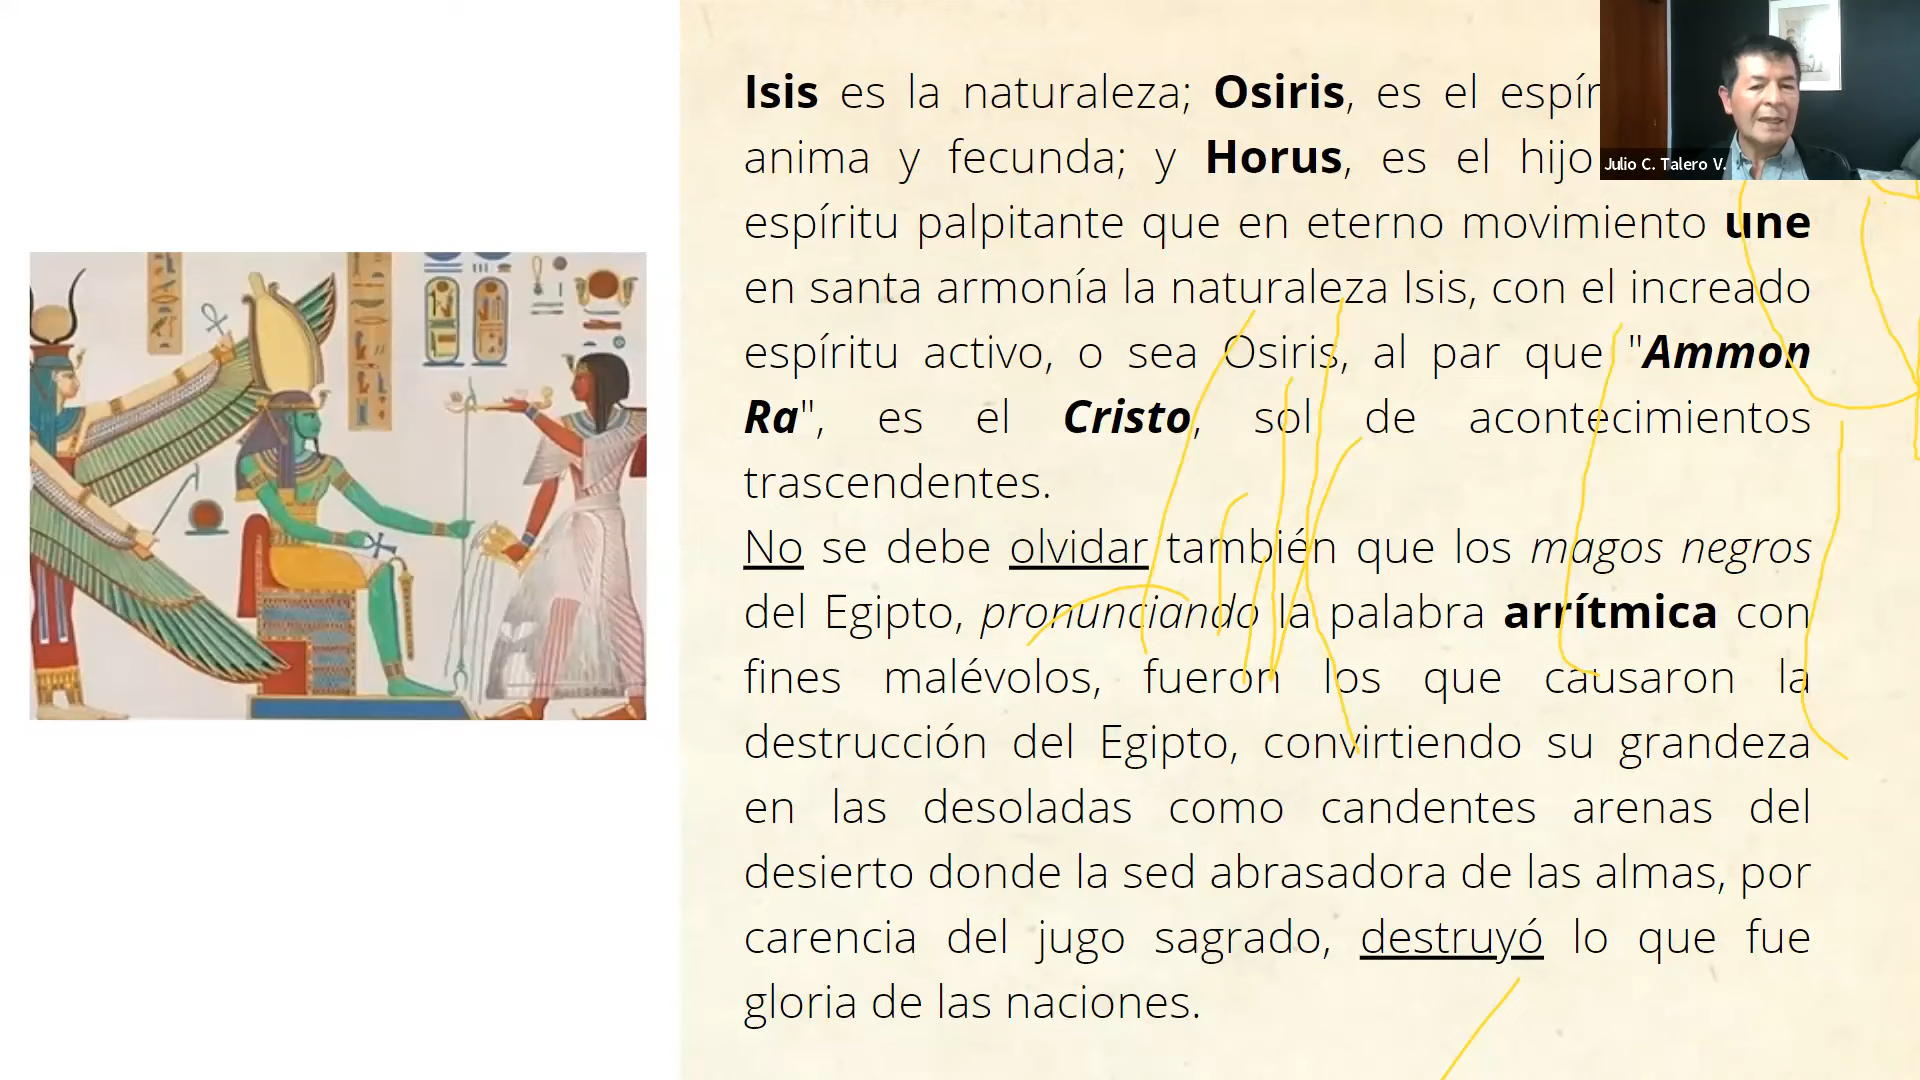 Isis es la naturaleza; Osiris, es el
anima y fecunda; y Horus, es el hijo
Julio C. Talero V.
espíritu palpitante que en eterno movimiento une
en santa armonía la naturaleza Isis, con el increado
espíritu activo, o sea Osiris, al par que "Ammon
Ra", es el Cristo, sol de acontecimientos
trascendentes.
No se debe olvidar también que los magos negros
del Egipto, pronunciando la palabra arrítmica con
fines malévolos, fueron los que causaron la
destrucción del Egipto, convirtiendo su grandeza
en las desoladas como candentes arenas del
desierto donde la sed abrasadora de las almas, por
carencia del jugo sagrado, destruyó lo que fue
gloria de las naciones.